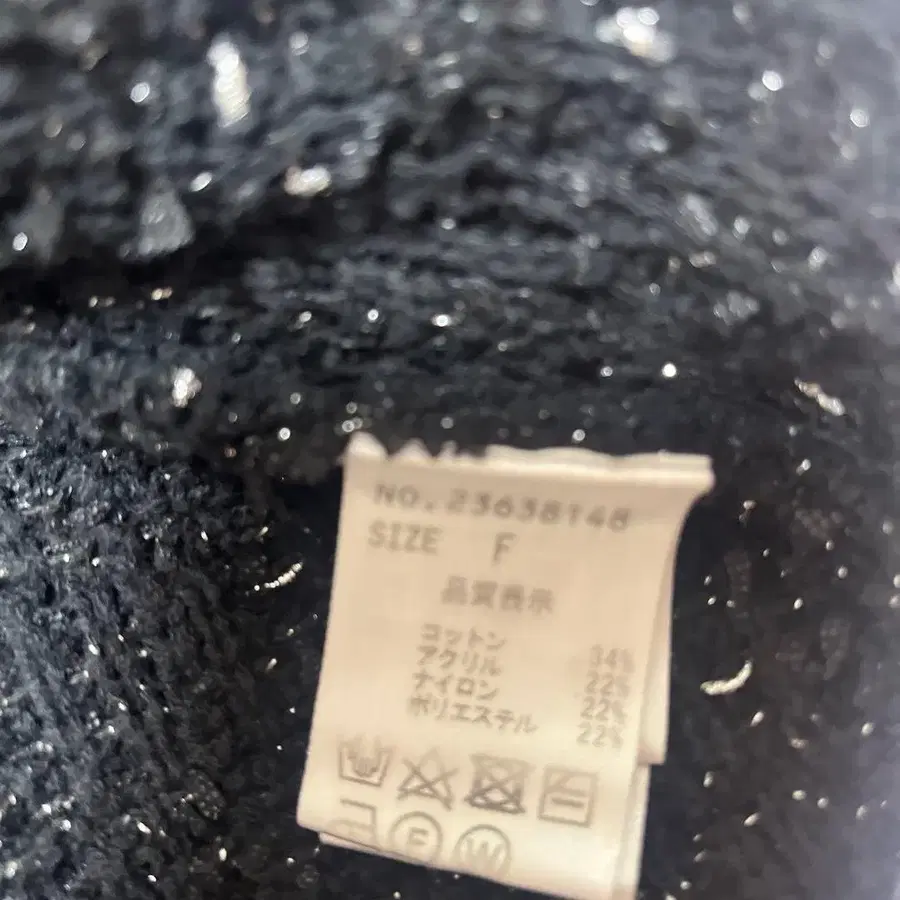 NO.23638148
SIZE F
品質表示
コットン 34%
アクリル 22%
ナイロン 22%
ポリエステル 22%
F W